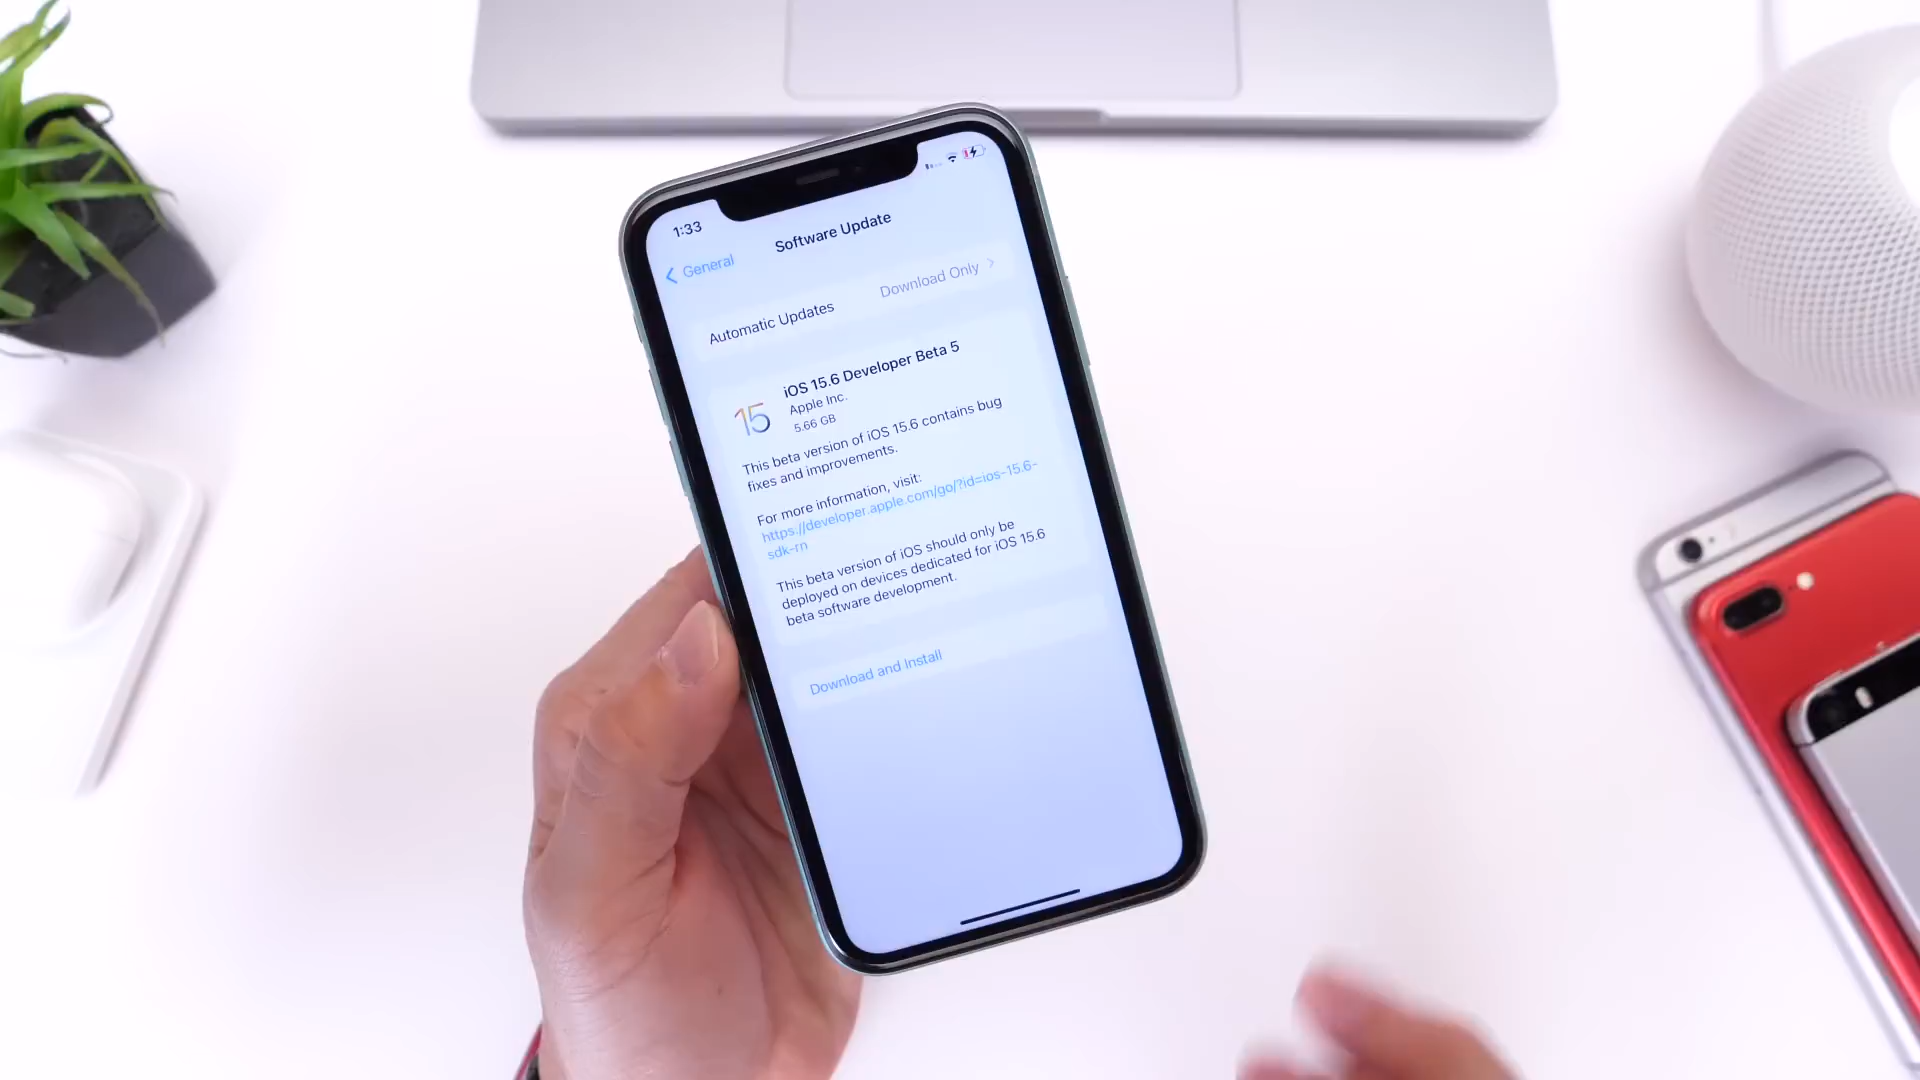 1:33
General
Software Update
Automatic Updates
Download Only
15
iOS 15.6 Developer Beta 5
Apple Inc.
5.66 GB
This beta version of iOS 15.6 contains bug
fixes and improvements.
For more information, visit:
https://developer.apple.com/go/?id=ios-15.6-
sdk-rn
This beta version of iOS should only be
deployed on devices dedicated for iOS 15.6
beta software development.
Download and Install